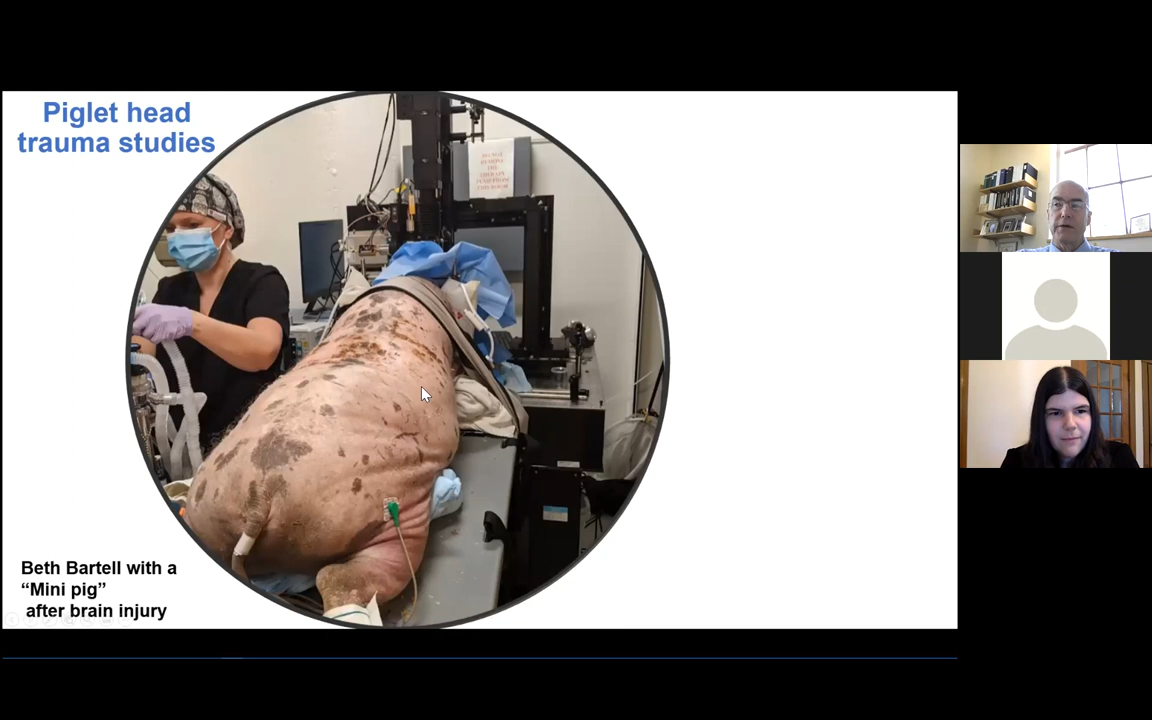 Piglet head
trauma studies
Beth Bartell with a
“Mini pig”
after brain injury